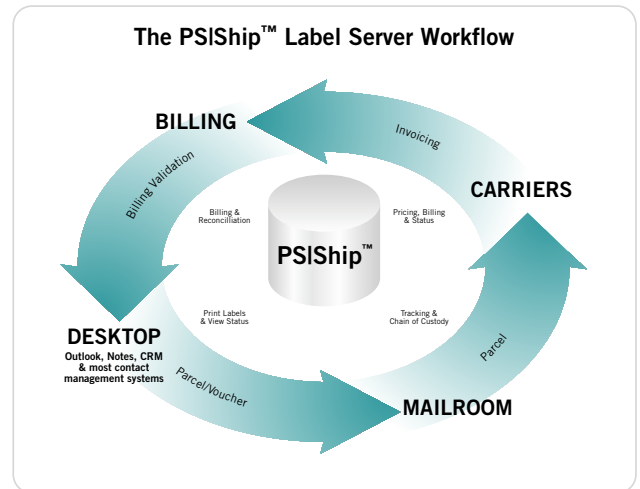 The PS|Ship™ Label Server Workflow
BILLING
Invoicing
Billing Validation
CARRIERS
Billing &
Reconcilliation
Pricing, Billing
& Status
PS|Ship™
Print Labels
& View Status
Tracking &
Chain of Custody
DESKTOP
Outlook, Notes, CRM
& most contact
management systems
Parcel/Voucher
Parcel
MAILROOM